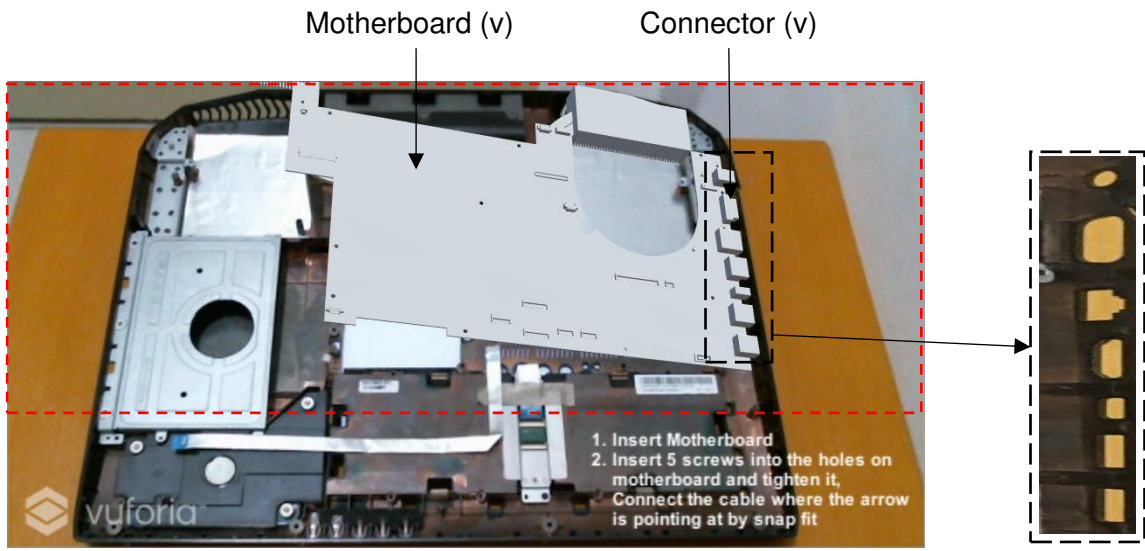 Motherboard (v)
Connector (v)
1. Insert Motherboard
2. Insert 5 screws into the holes on
motherboard and tighten it,
Connect the cable where the arrow
is pointing at by snap fit
vuforia